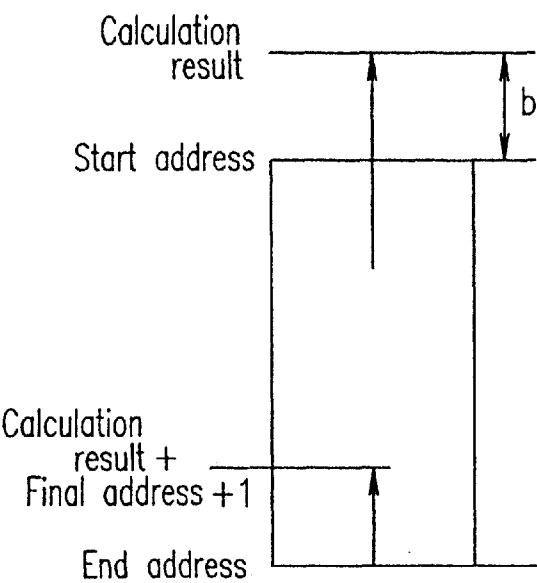 Calculation
result
b
Start address
Calculation
result +
Final address +1
End address